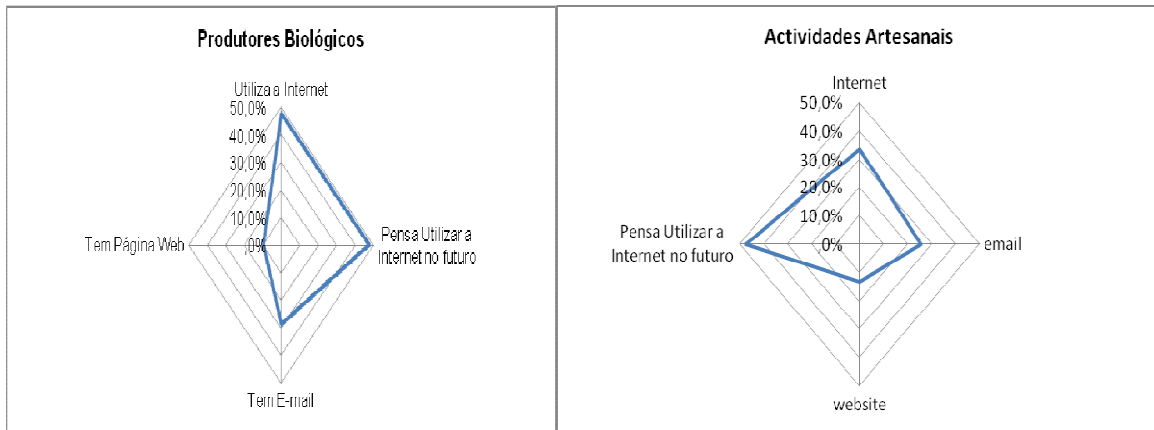 Produtores Biológicos
Utiliza a Internet
50,0%
40,0%
30,0%
20,0%
10,0%
0%
Tem Página Web
Pensa Utilizar a
Internet no futuro
Tem E-mail
Actividades Artesanais
Internet
50,0%
40,0%
30,0%
20,0%
10,0%
0%
Pensa Utilizar a
Internet no futuro
email
website